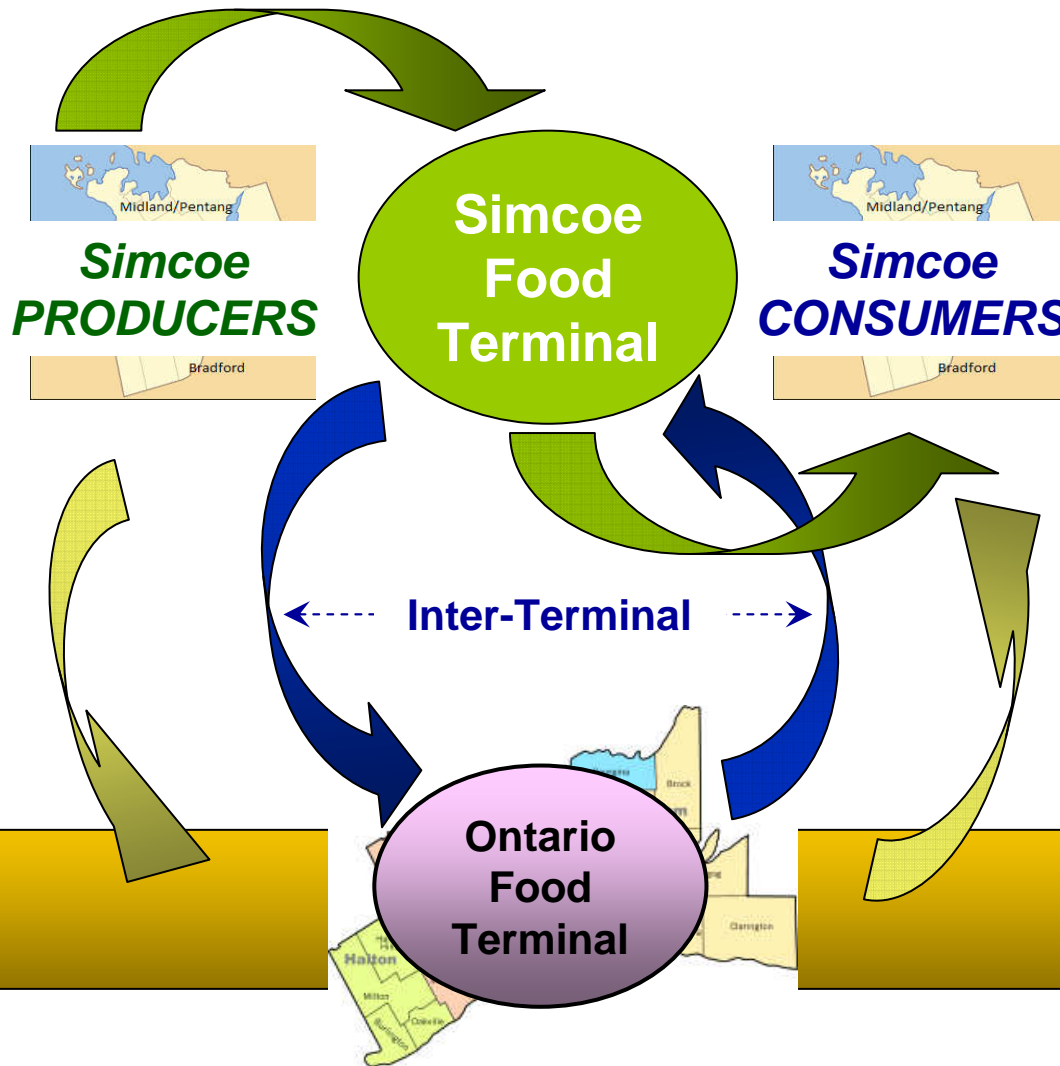 Midland/Pentang
Simcoe
PRODUCERS
Bradford
Simcoe
Food
Terminal
Midland/Pentang
Simcoe
CONSUMERS
Bradford
Inter-Terminal
Brock
Ontario
Food
Terminal
Clarington
Halton
Milton
Oakville
Burlington